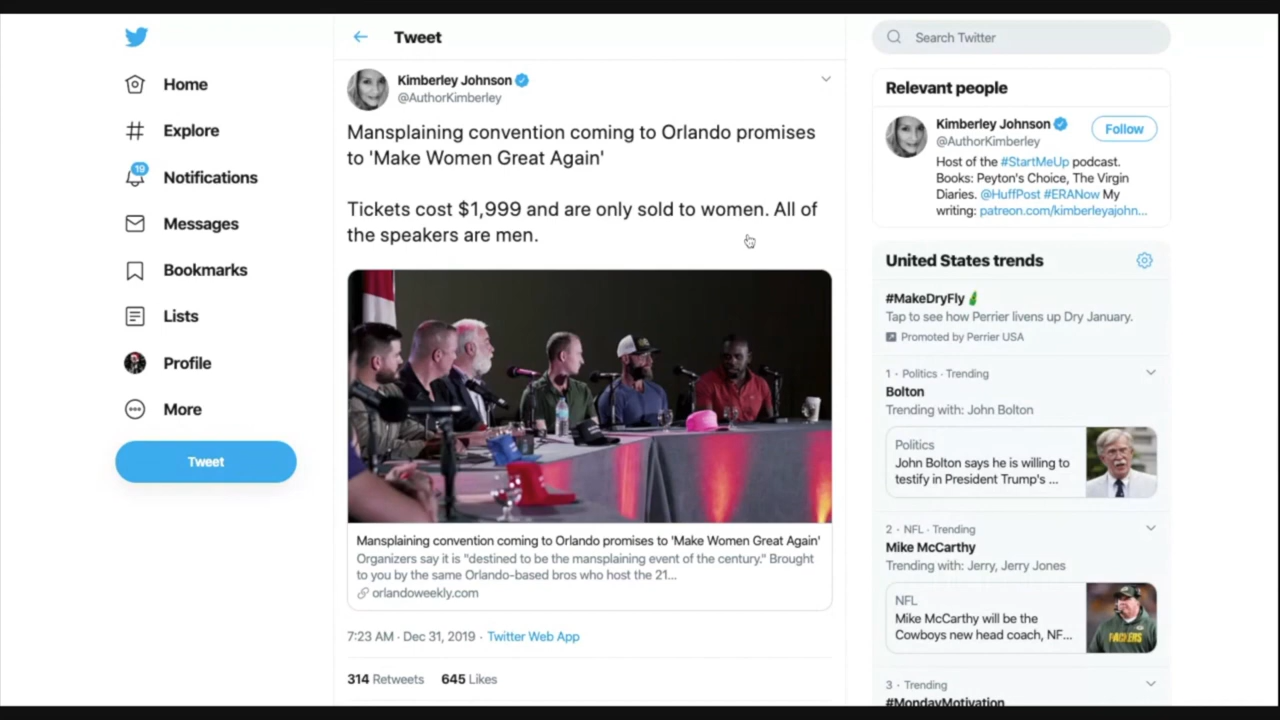 Home
Explore
19
Notifications
Messages
Bookmarks
Lists
Profile
More
Tweet
Tweet
Kimberley Johnson
@AuthorKimberley
Mansplaining convention coming to Orlando promises
to 'Make Women Great Again'
Tickets cost $1,999 and are only sold to women. All of
the speakers are men.
Mansplaining convention coming to Orlando promises to 'Make Women Great Again'
Organizers say it is "destined to be the mansplaining event of the century." Brought
to you by the same Orlando-based bros who host the 21...
orlandoweekly.com
7:23 AM · Dec 31, 2019 · Twitter Web App
314 Retweets 645 Likes
Search Twitter
Relevant people
Kimberley Johnson
@AuthorKimberley
Follow
Host of the #StartMeUp podcast.
Books: Peyton's Choice, The Virgin
Diaries. @HuffPost #ERANow My
writing: patreon.com/kimberleyajohn...
United States trends
#MakeDryFly
Tap to see how Perrier livens up Dry January.
Promoted by Perrier USA
1 · Politics · Trending
Bolton
Trending with: John Bolton
Politics
John Bolton says he is willing to
testify in President Trump's ...
2 · NFL · Trending
Mike McCarthy
Trending with: Jerry, Jerry Jones
NFL
Mike McCarthy will be the
Cowboys new head coach, NF...
PACKERS
3 · Trending
#MondayMotivation